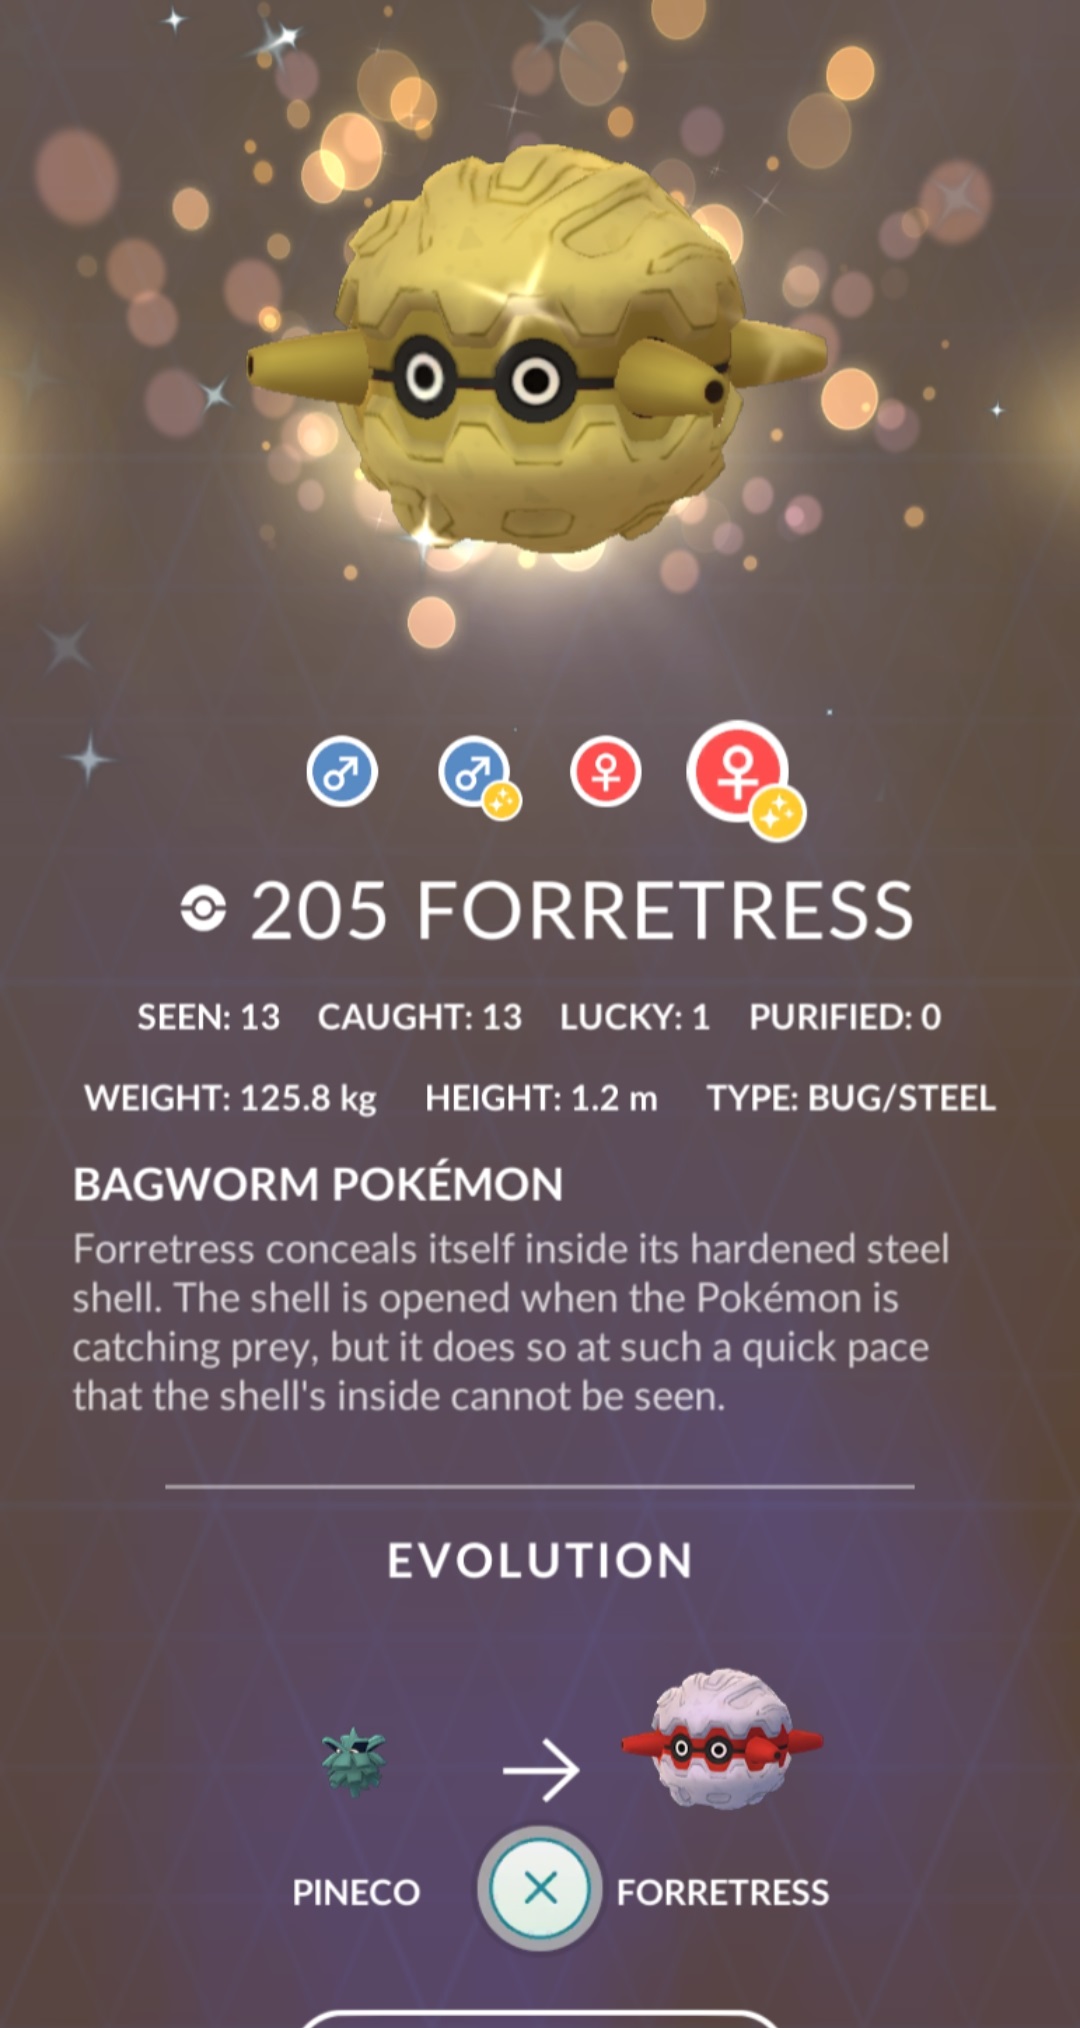 205 FORRETRESS
SEEN: 13 CAUGHT: 13 LUCKY: 1 PURIFIED: 0
WEIGHT: 125.8 kg HEIGHT: 1.2 m TYPE: BUG/STEEL
BAGWORM POKÉMON
Forretress conceals itself inside its hardened steel
shell. The shell is opened when the Pokémon is
catching prey, but it does so at such a quick pace
that the shell's inside cannot be seen.
EVOLUTION
PINECO FORRETRESS